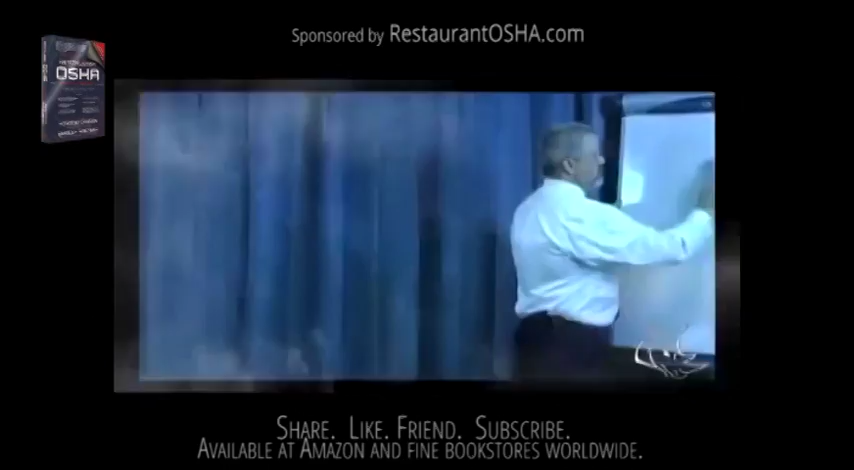 Sponsored by RestaurantOSHA.com
OSHA
Share. Like. Friend. Subscribe.
Available at Amazon and fine bookstores worldwide.